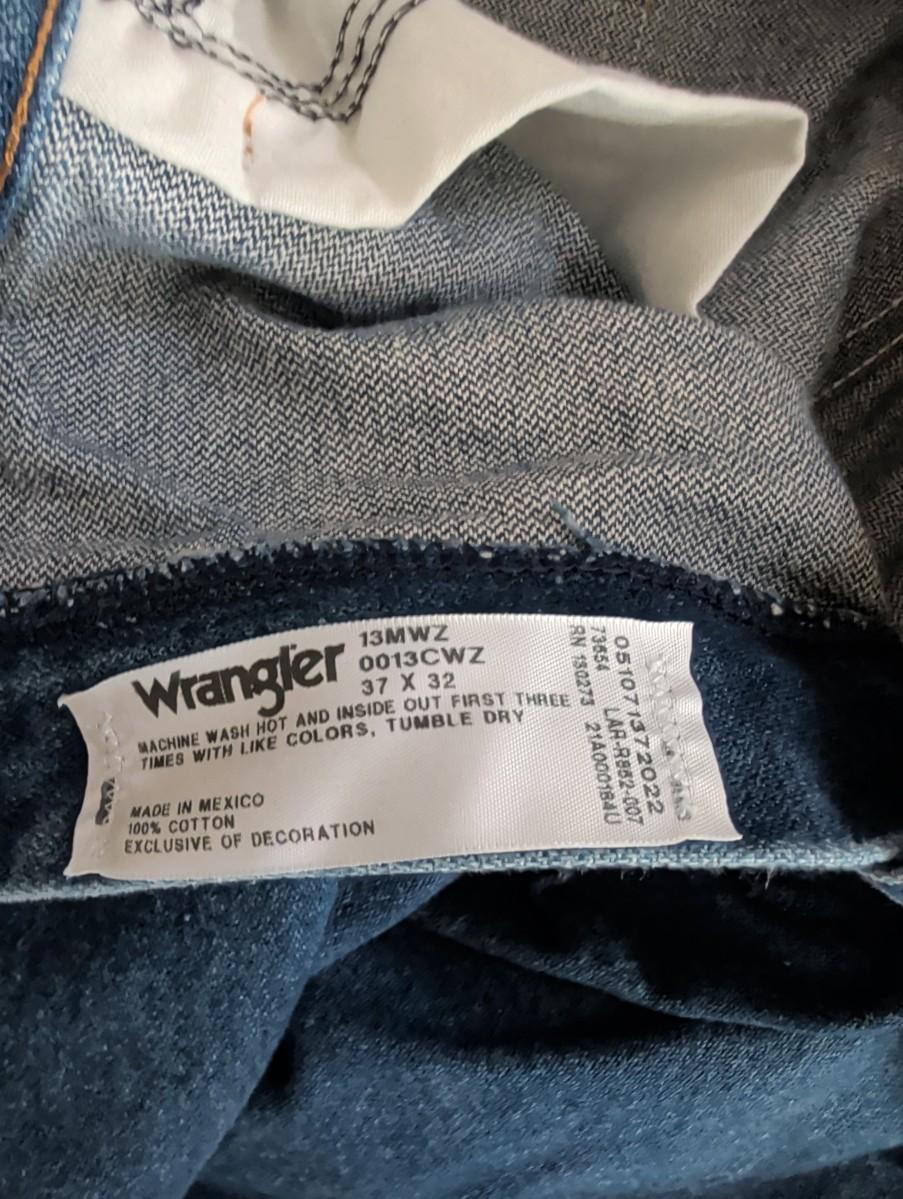 Wrangler
13MWZ
0013CWZ
37 X 32
MACHINE WASH HOT AND INSIDE OUT FIRST THREE
TIMES WITH LIKE COLORS, TUMBLE DRY
MADE IN MEXICO
100% COTTON
EXCLUSIVE OF DECORATION
051071372022
73654 LAR-R852-007
RN 130273 21A000184U